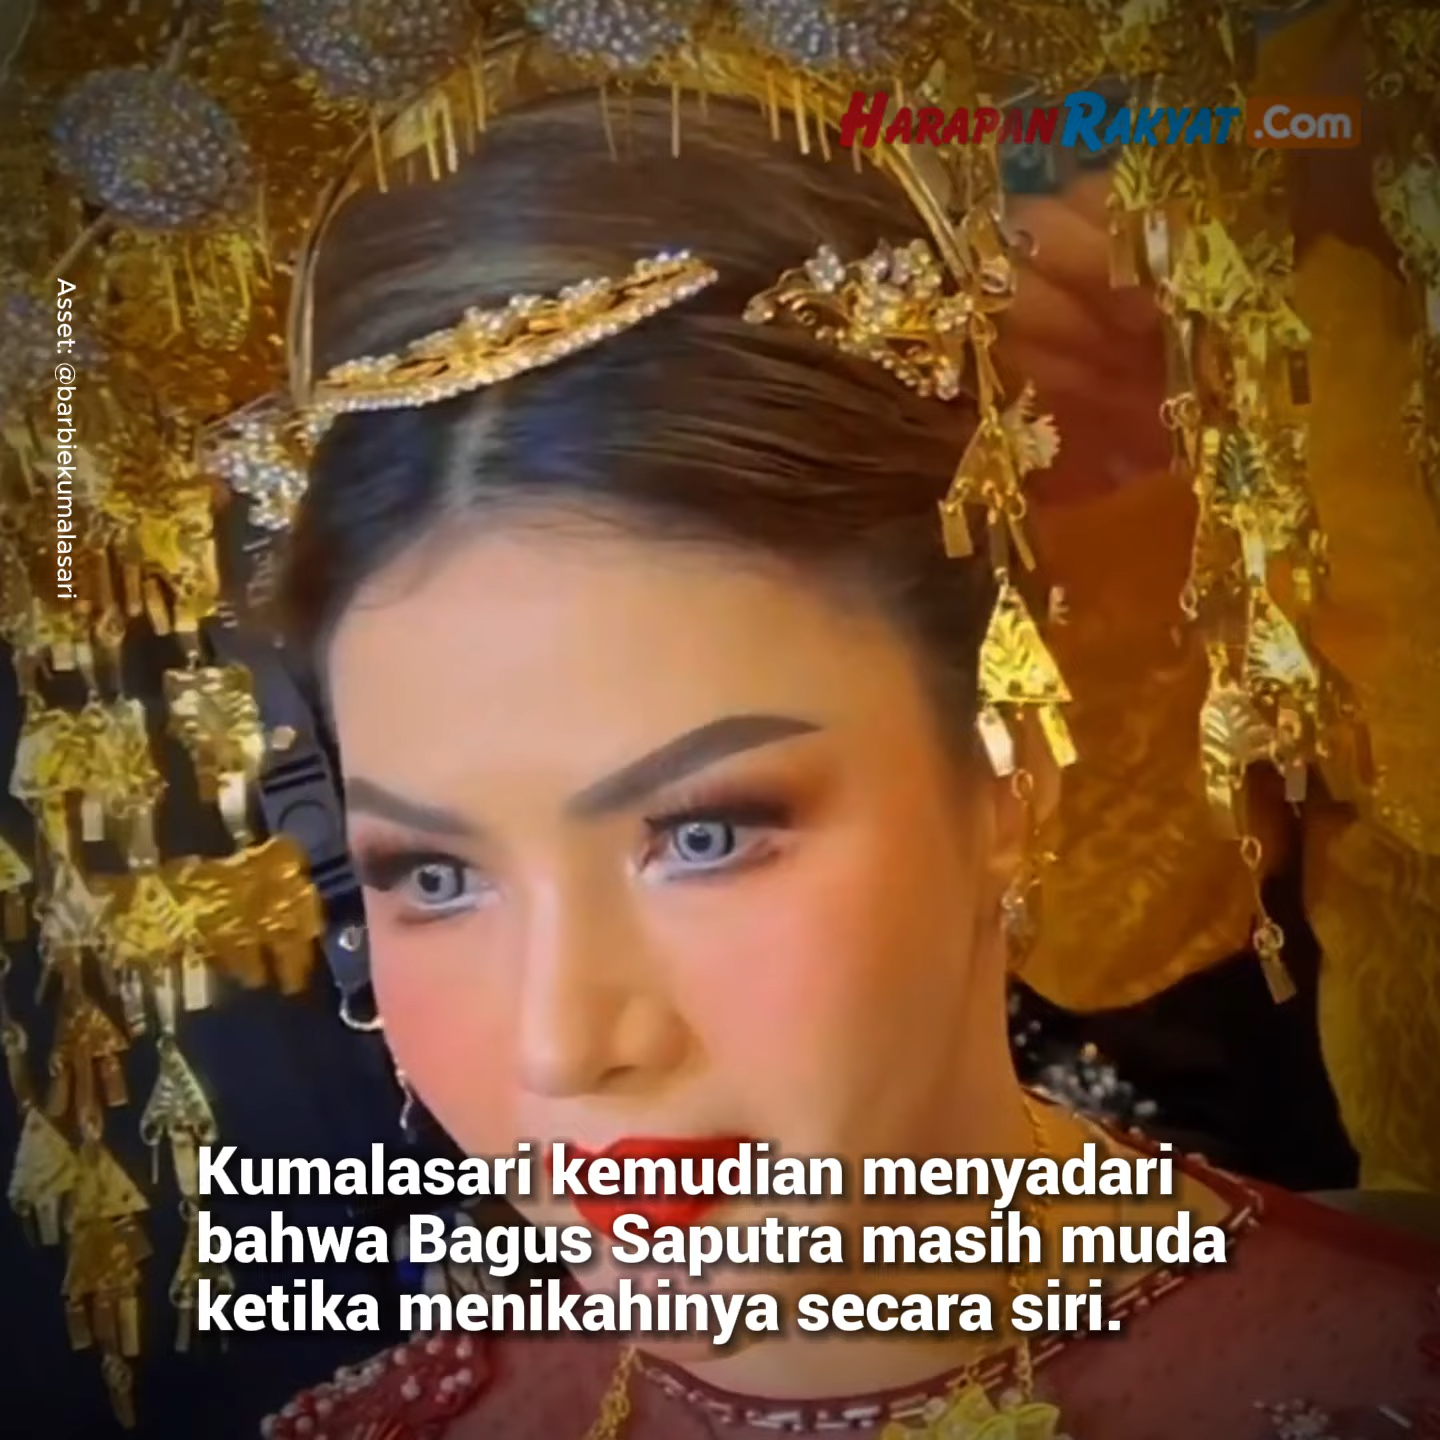 HARAPANRAKYAT.Com
Asset: @barbiekumalasari
Kumalasari kemudian menyadari
bahwa Bagus Saputra masih muda
ketika menikahinya secara siri.